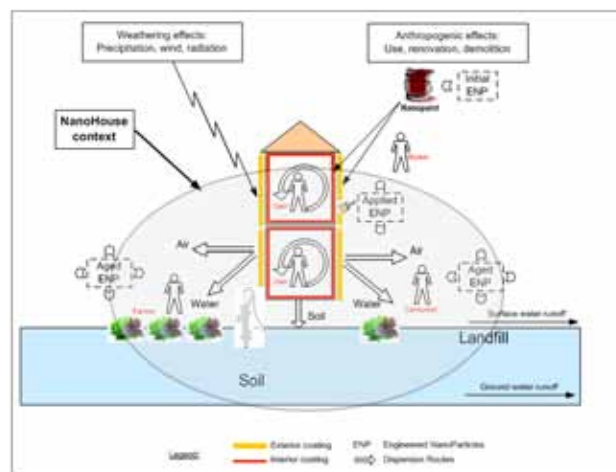 Weathering effects:
Precipitation, wind, radiation
Anthropogenic effects:
Use, renovation, demolition
Nanopaint
Initial
ENP
NanoHouse
context
Applied
ENP
Air
Air
Aged
ENP
Aged
ENP
Water
Water
Soil
Surface water runoff
Landfill
Soil
Ground water runoff
Legend:
Exterior coating
ENP
Engineered NanoParticles
Interior coating
Dispersion Routes